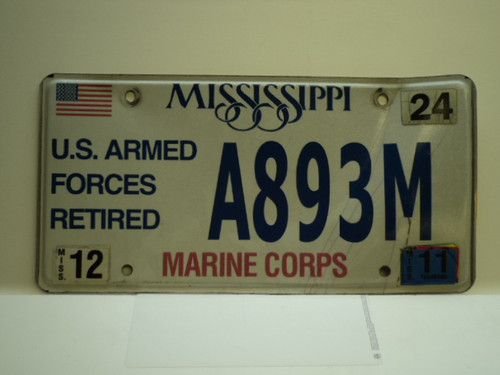 MISSISSIPPI
24
U.S. ARMED
FORCES
RETIRED
A893M
MISS. 12
MARINE CORPS
11